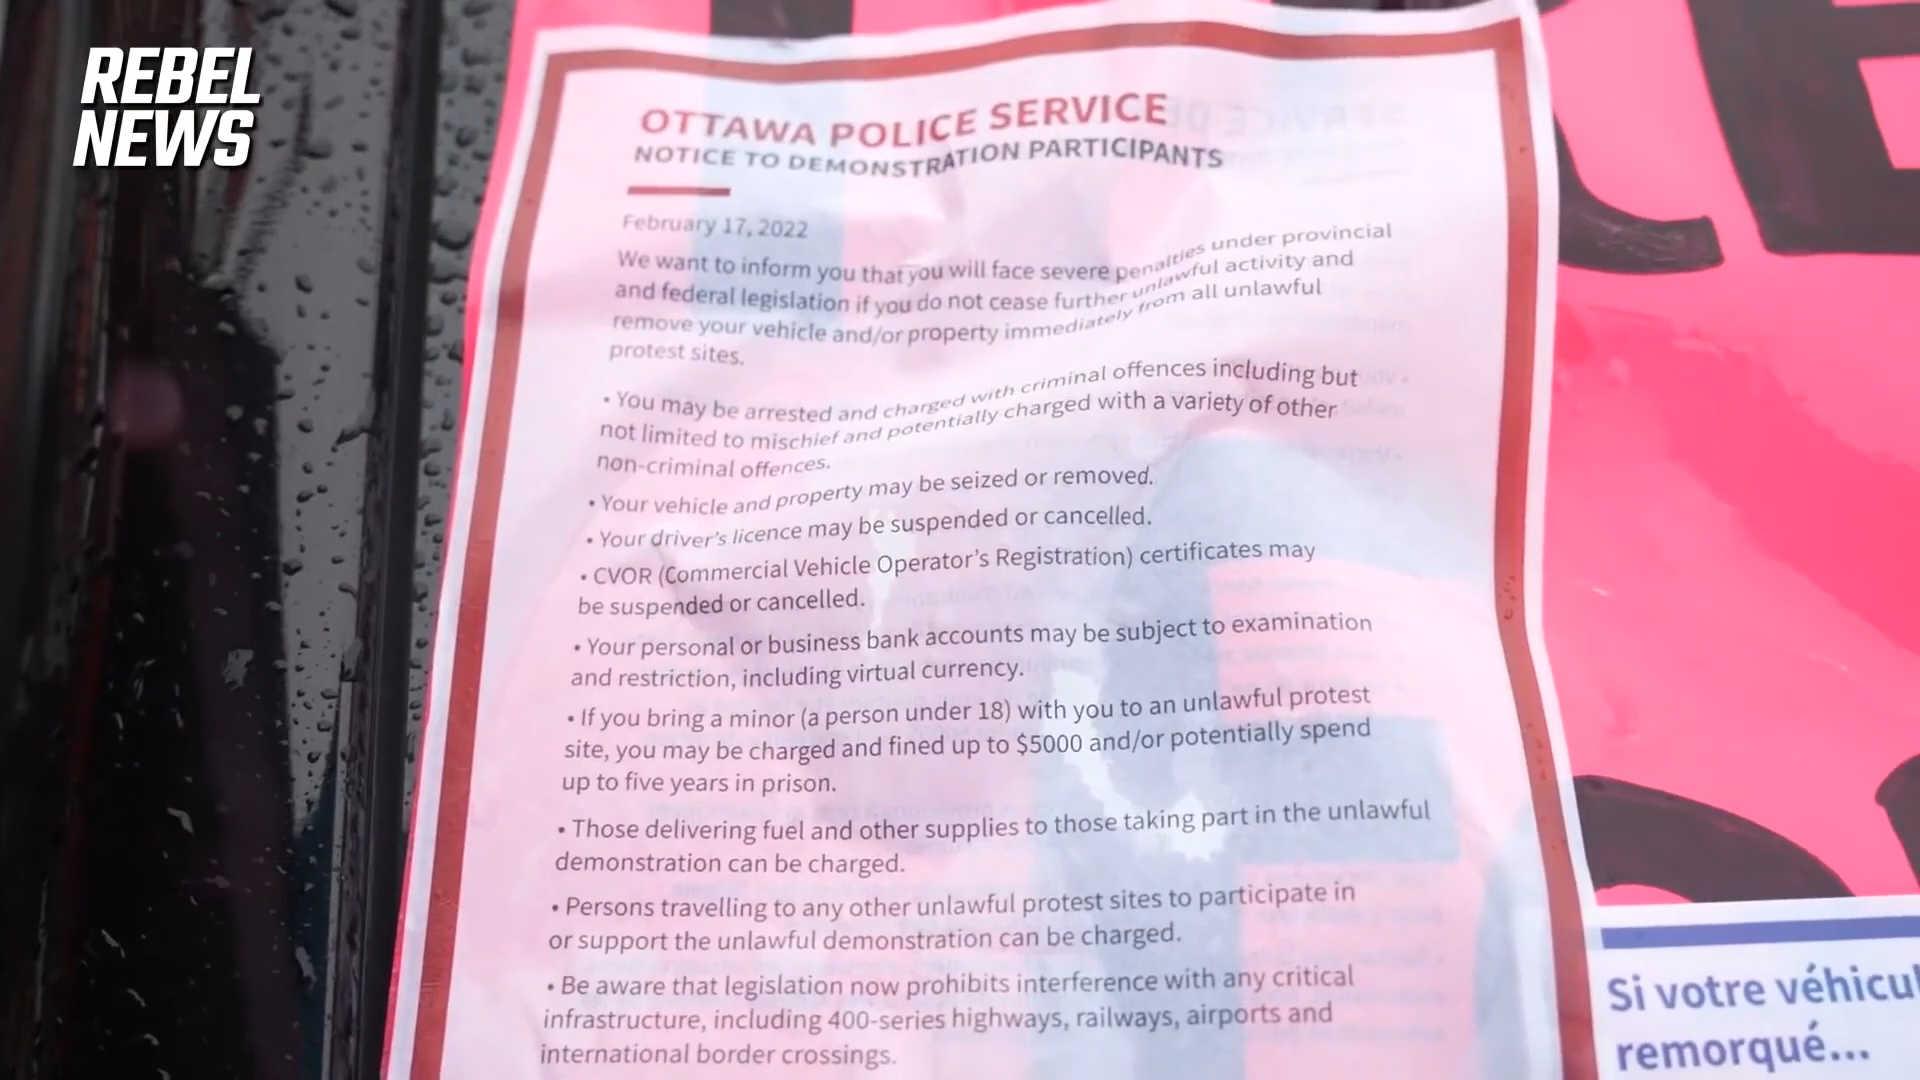 REBEL
NEWS
OTTAWA POLICE SERVICE
NOTICE TO DEMONSTRATION PARTICIPANTS
February 17, 2022
We want to inform you that you will face severe penalties under provincial
and federal legislation if you do not cease further unlawful activity and
remove your vehicle and/or property immediately from all unlawful
protest sites.
• You may be arrested and charged with criminal offences including but
not limited to mischief and potentially charged with a variety of other
non-criminal offences.
• Your vehicle and property may be seized or removed.
• Your driver's licence may be suspended or cancelled.
• CVOR (Commercial Vehicle Operator's Registration) certificates may
be suspended or cancelled.
• Your personal or business bank accounts may be subject to examination
and restriction, including virtual currency.
• If you bring a minor (a person under 18) with you to an unlawful protest
site, you may be charged and fined up to $5000 and/or potentially spend
up to five years in prison.
• Those delivering fuel and other supplies to those taking part in the unlawful
demonstration can be charged.
• Persons travelling to any other unlawful protest sites to participate in
or support the unlawful demonstration can be charged.
• Be aware that legislation now prohibits interference with any critical
infrastructure, including 400-series highways, railways, airports and
international border crossings.
Si votre véhicul
remorqué...